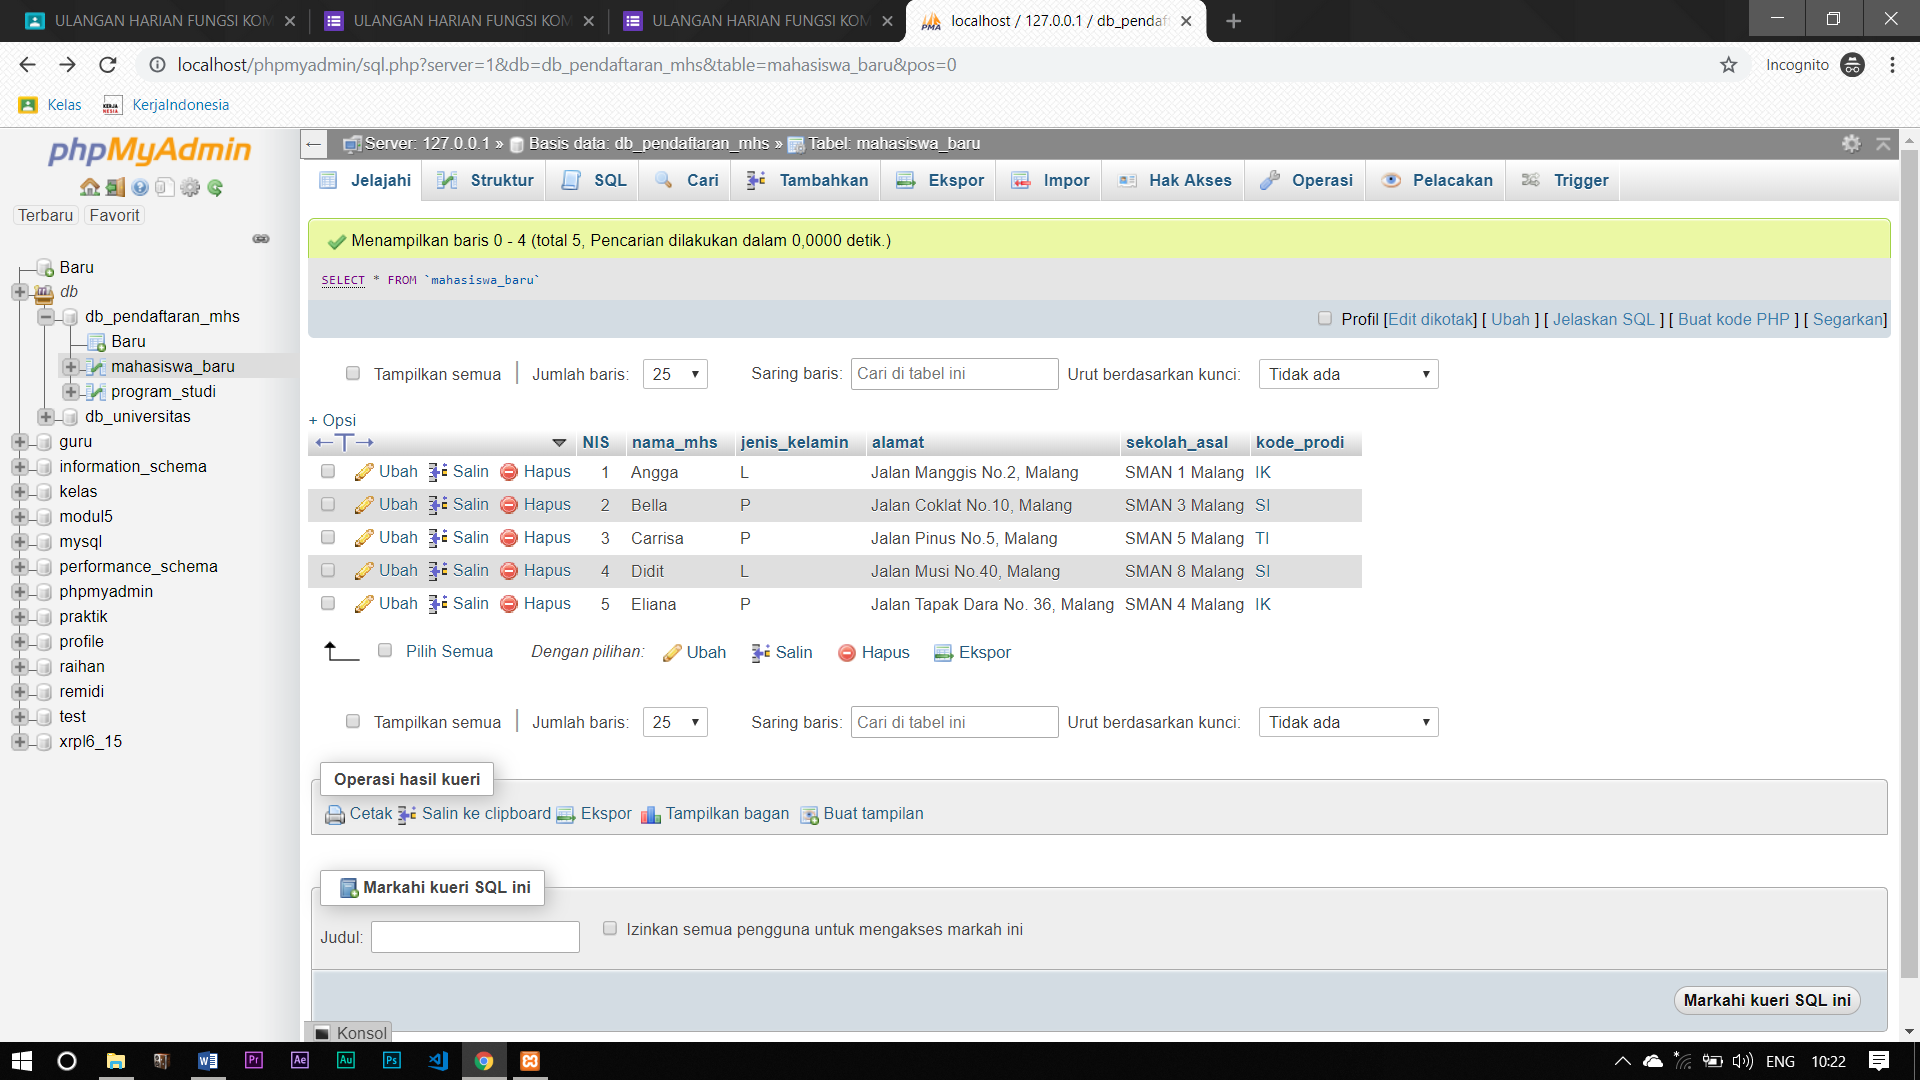 ULANGAN HARIAN FUNGSI KOM
ULANGAN HARIAN FUNGSI KOM
ULANGAN HARIAN FUNGSI KOM
localhost / 127.0.0.1 / db_pendaft
localhost/phpmyadmin/sql.php?server=1&db=db_pendaftaran_mhs&table=mahasiswa_baru&pos=0
Incognito
Kelas
KerjaIndonesia
phpMyAdmin
Terbaru Favorit
Baru
db
db_pendaftaran_mhs
Baru
mahasiswa_baru
program_studi
db_universitas
guru
information_schema
kelas
modul5
mysql
performance_schema
phpmyadmin
praktik
profile
raihan
remidi
test
xrpl6_15
Server: 127.0.0.1 » Basis data: db_pendaftaran_mhs » Tabel: mahasiswa_baru
Jelajahi Struktur SQL Cari Tambahkan Ekspor Impor Hak Akses Operasi Pelacakan Trigger
Menampilkan baris 0 - 4 (total 5, Pencarian dilakukan dalam 0,0000 detik.)
SELECT * FROM `mahasiswa_baru`
Profil [Edit dikotak] [ Ubah ] [ Jelaskan SQL ] [ Buat kode PHP ] [ Segarkan]
Tampilkan semua | Jumlah baris: 25 Saring baris: Cari di tabel ini Urut berdasarkan kunci: Tidak ada
+ Opsi
←T→ NIS nama_mhs jenis_kelamin alamat sekolah_asal kode_prodi
Ubah Salin Hapus 1 Angga L Jalan Manggis No.2, Malang SMAN 1 Malang IK
Ubah Salin Hapus 2 Bella P Jalan Coklat No.10, Malang SMAN 3 Malang SI
Ubah Salin Hapus 3 Carrisa P Jalan Pinus No.5, Malang SMAN 5 Malang TI
Ubah Salin Hapus 4 Didit L Jalan Musi No.40, Malang SMAN 8 Malang SI
Ubah Salin Hapus 5 Eliana P Jalan Tapak Dara No. 36, Malang SMAN 4 Malang IK
Pilih Semua Dengan pilihan: Ubah Salin Hapus Ekspor
Tampilkan semua | Jumlah baris: 25 Saring baris: Cari di tabel ini Urut berdasarkan kunci: Tidak ada
Operasi hasil kueri
Cetak Salin ke clipboard Ekspor Tampilkan bagan Buat tampilan
Markahi kueri SQL ini
Judul: Izinkan semua pengguna untuk mengakses markah ini
Markahi kueri SQL ini
Konsol
Pr Ae Au Ps
ENG 10:22